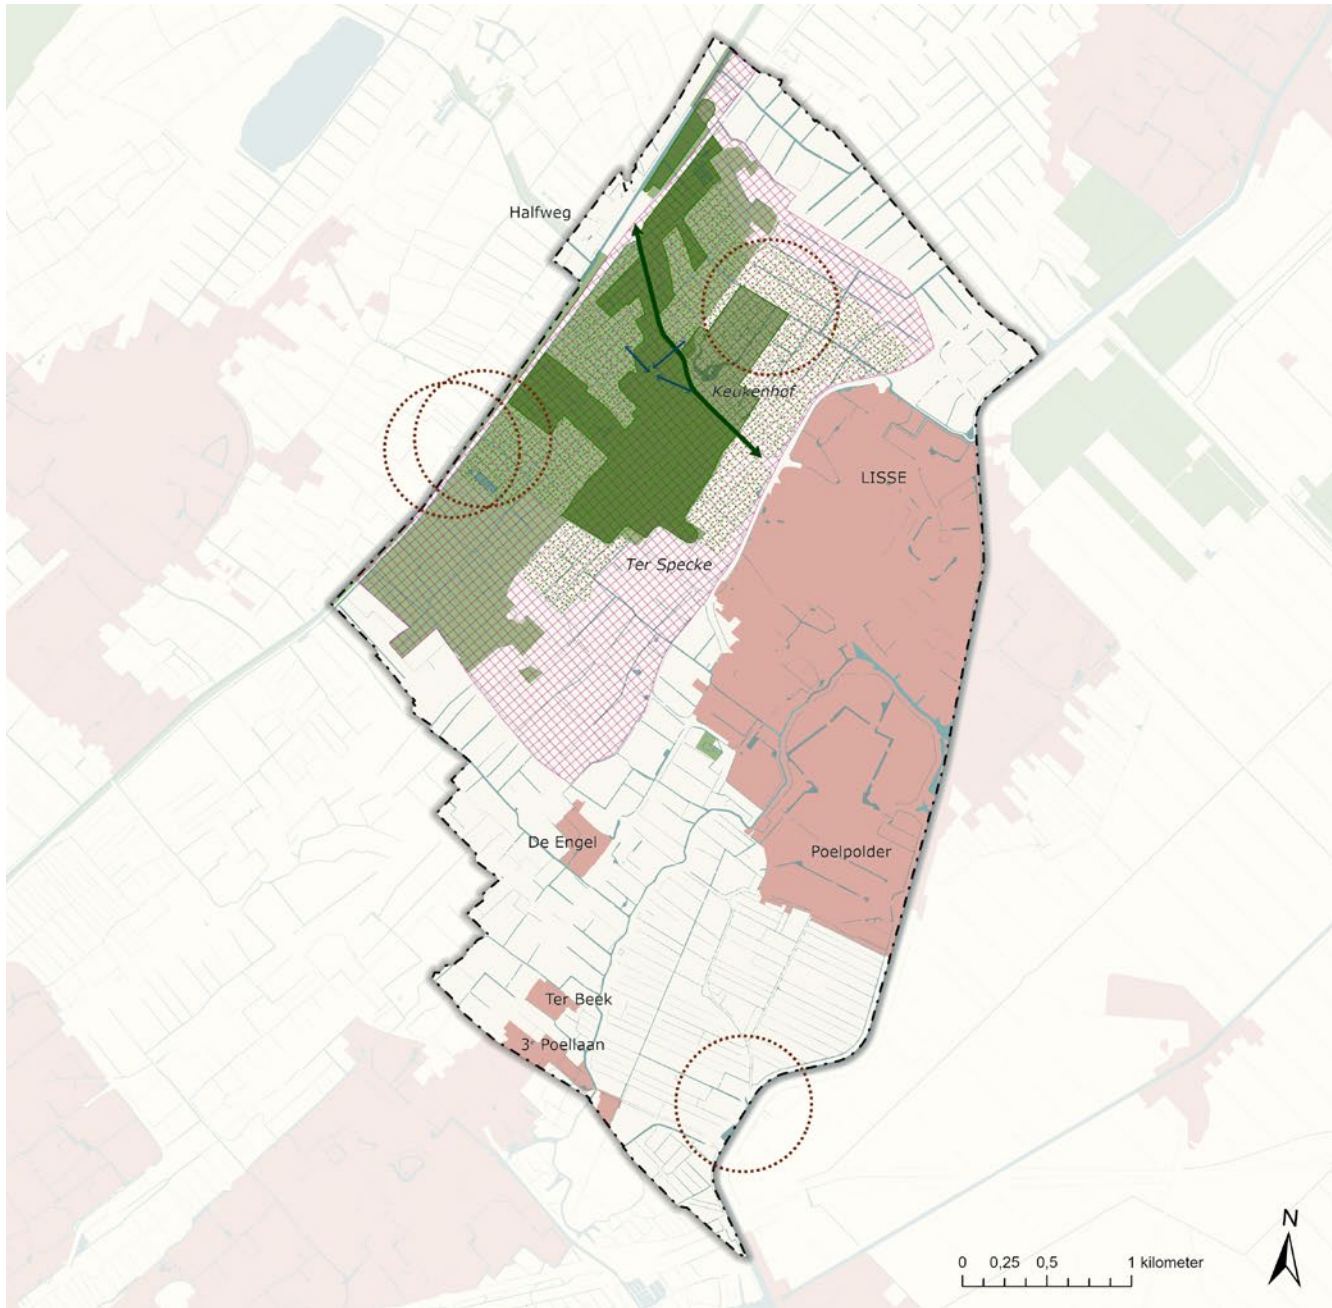 Halfweg
Keukenhof
LISSE
Ter Specke
De Engel
Poelpolder
Ter Beek
3e Poellaan
N
0 0,25 0,5 1 kilometer